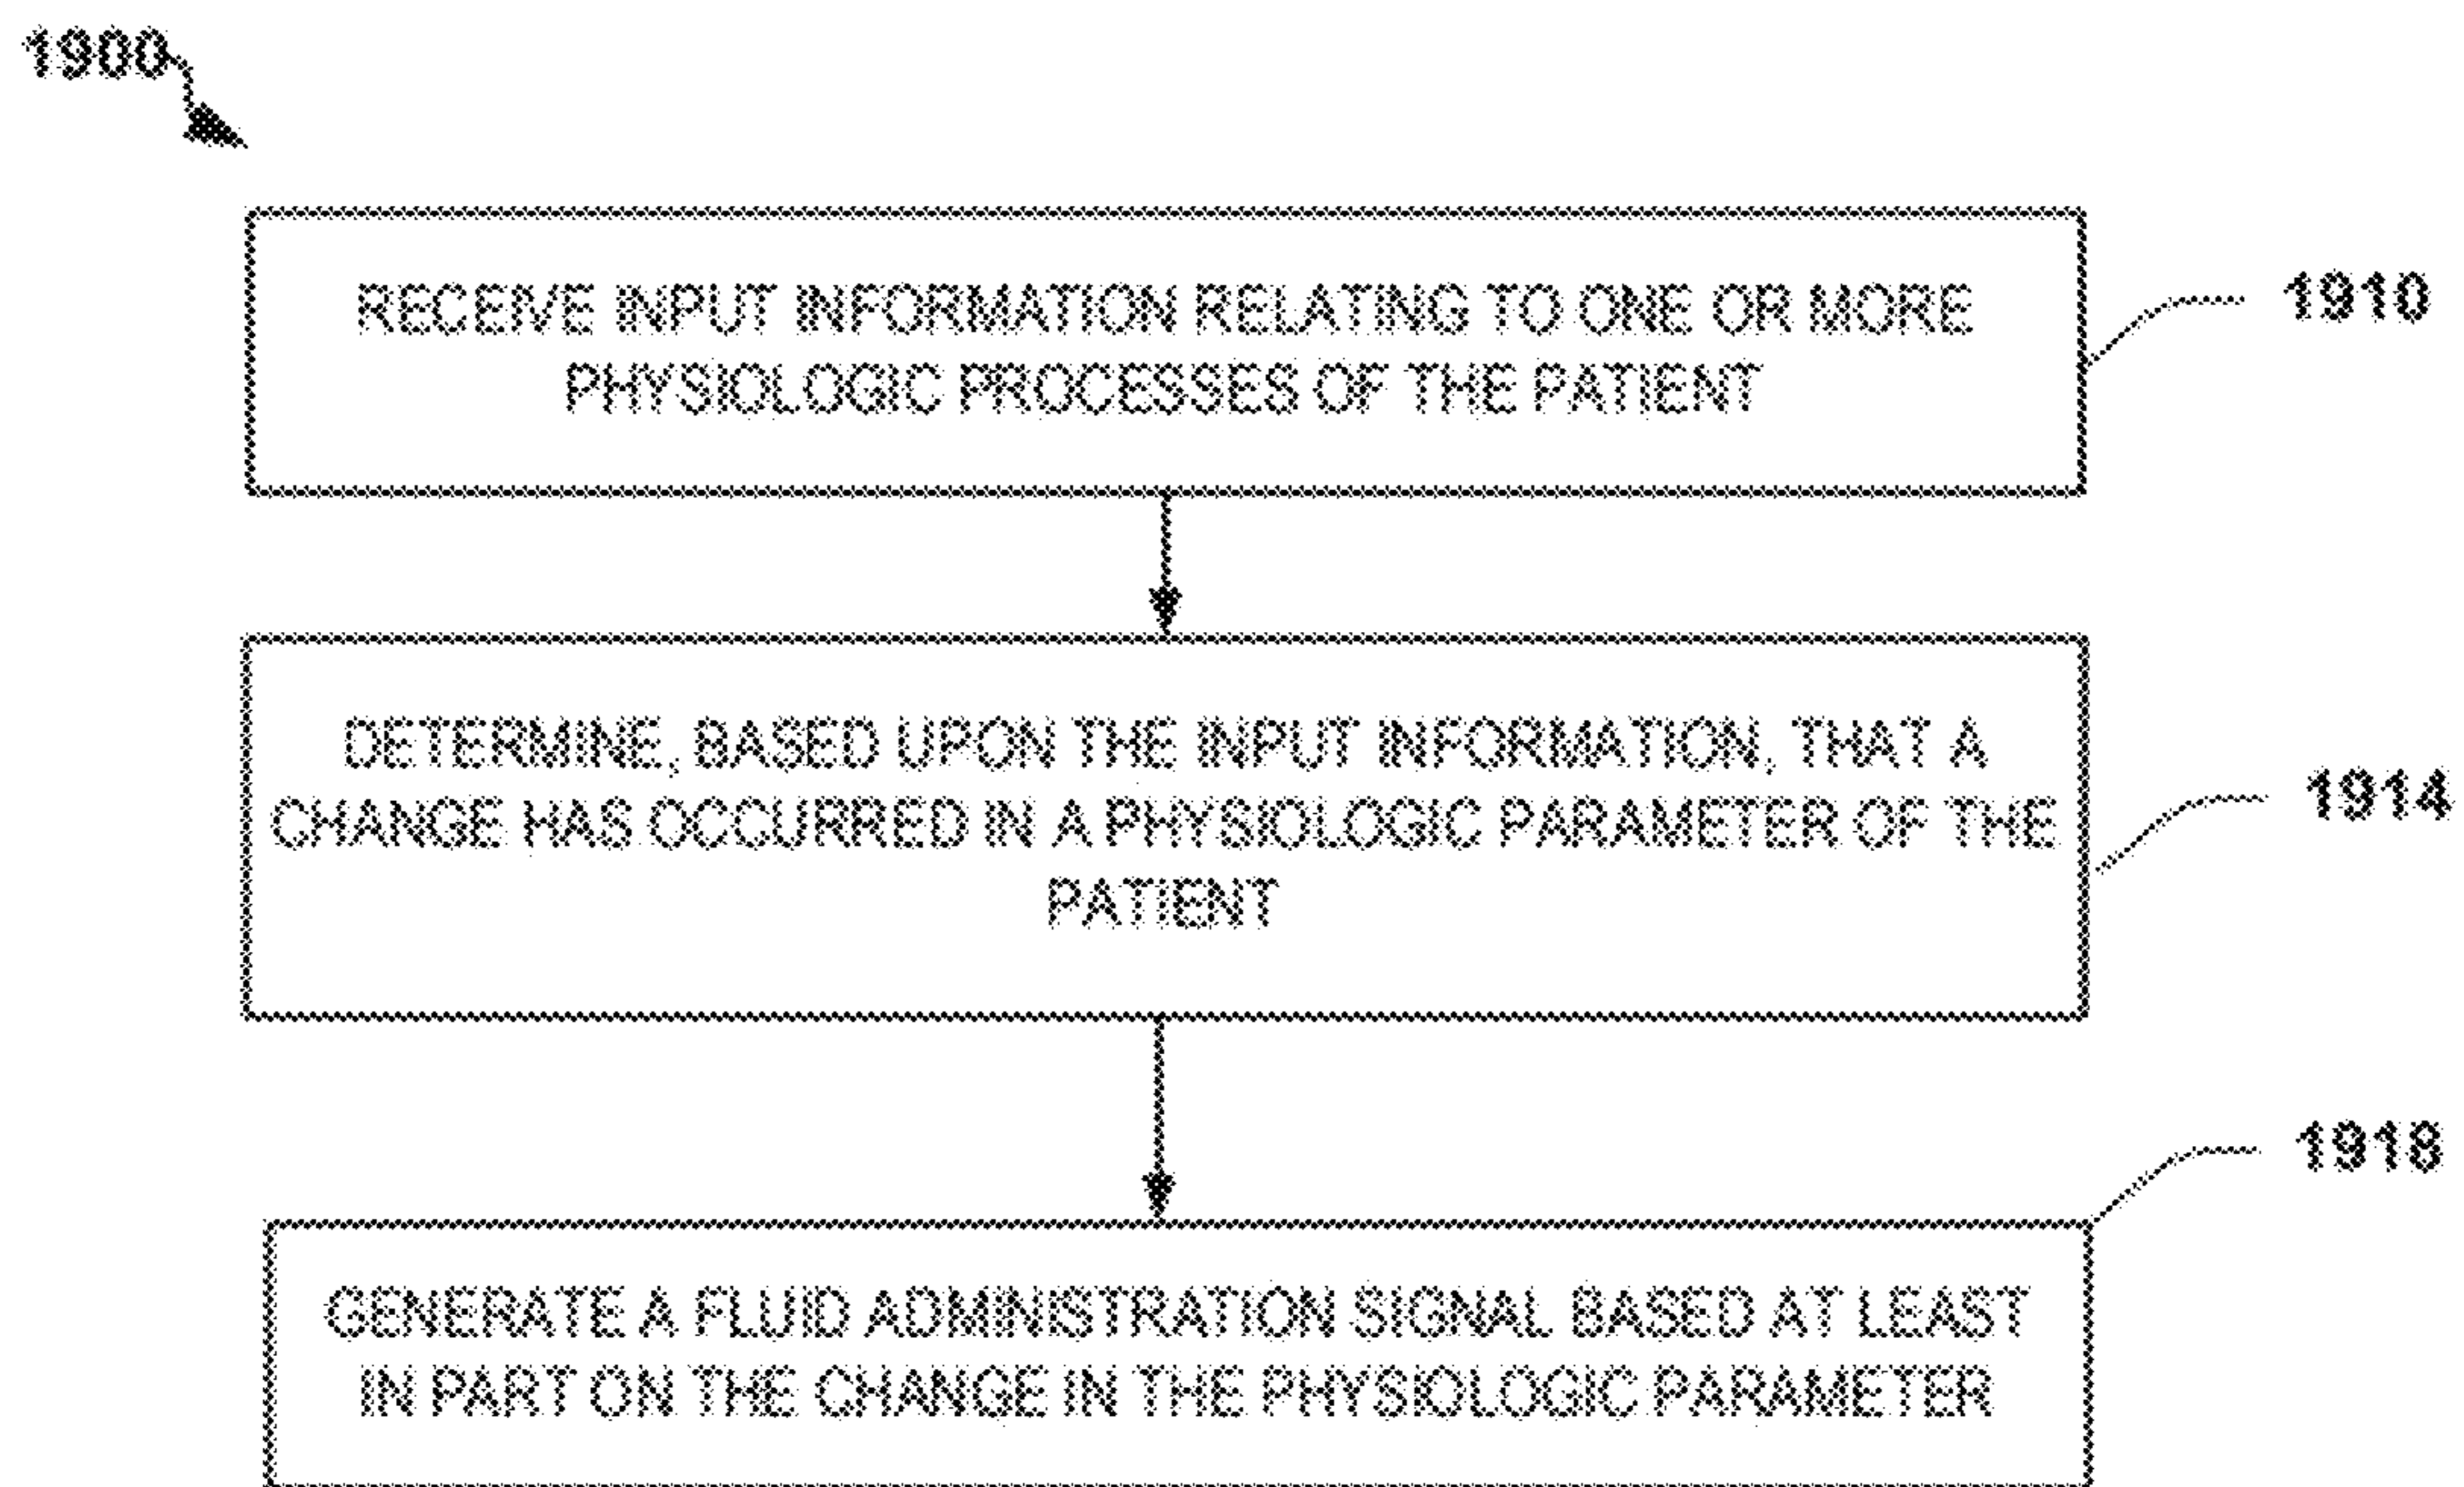 1900
RECEIVE INPUT INFORMATION RELATING TO ONE OR MORE
PHYSIOLOGIC PROCESSES OF THE PATIENT
1910
DETERMINE, BASED UPON THE INPUT INFORMATION, THAT A
CHANGE HAS OCCURRED IN A PHYSIOLOGIC PARAMETER OF THE
PATIENT
1914
1918
GENERATE A FLUID ADMINISTRATION SIGNAL BASED AT LEAST
IN PART ON THE CHANGE IN THE PHYSIOLOGIC PARAMETER